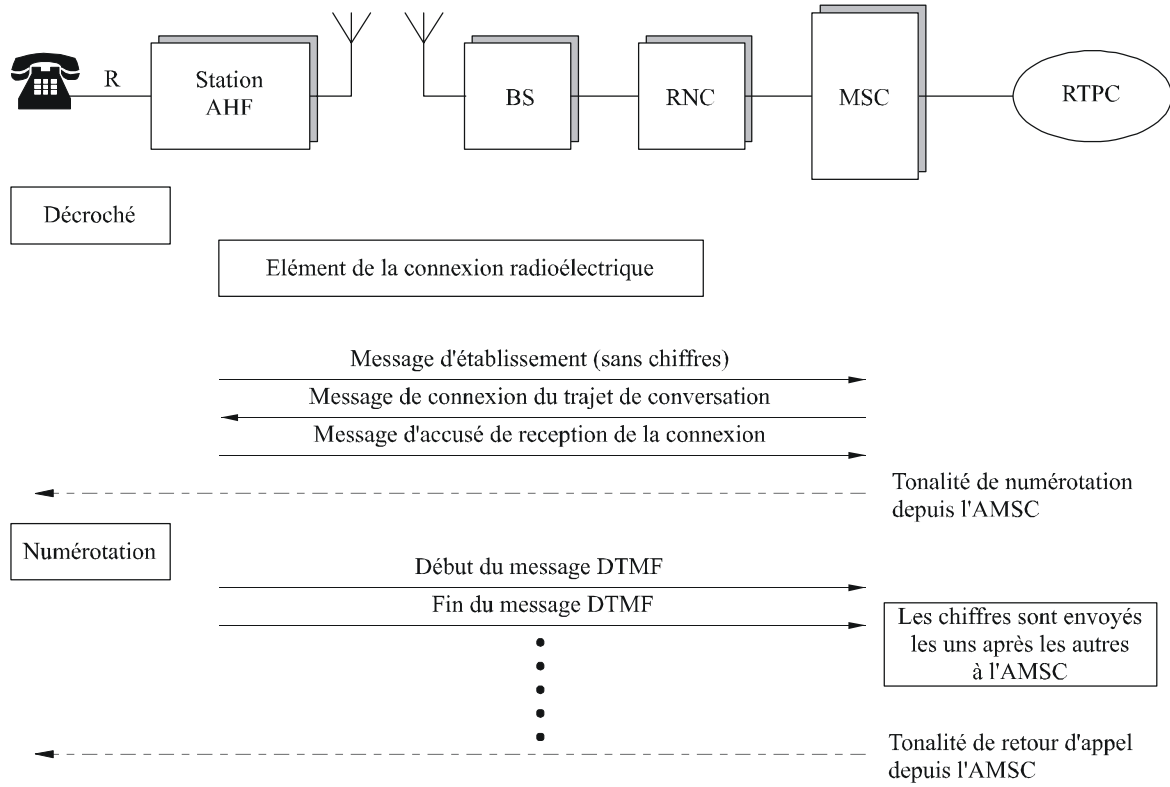 R
Station
AHF
BS
RNC
MSC
RTPC
Décroché
Elément de la connexion radioélectrique
Message d'établissement (sans chiffres)
Message de connexion du trajet de conversation
Message d'accusé de reception de la connexion
Tonalité de numérotation
depuis l'AMSC
Numérotation
Début du message DTMF
Fin du message DTMF
Les chiffres sont envoyés
les uns après les autres
à l'AMSC
Tonalité de retour d'appel
depuis l'AMSC